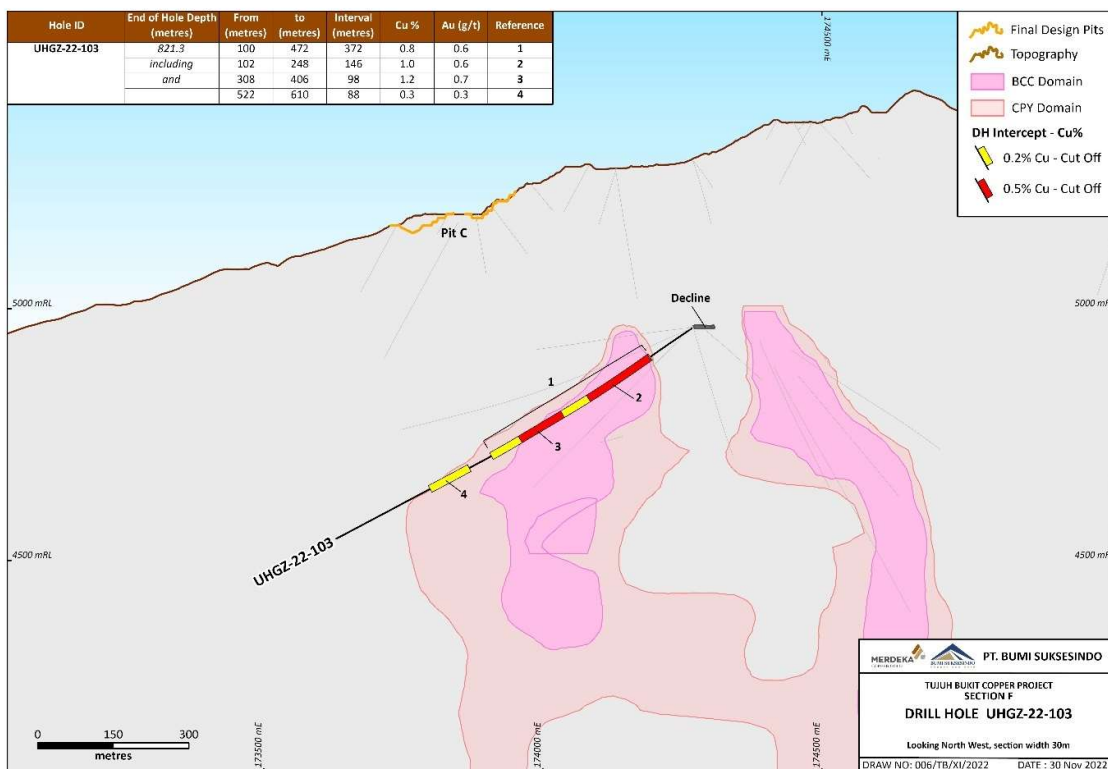 Hole ID End of Hole Depth (metres) From (metres) to (metres) Interval (metres) Cu % Au (g/t) Reference
UHGZ-22-103 821.3 100 472 372 0.8 0.6 1
including 102 248 146 1.0 0.6 2
and 308 406 98 1.2 0.7 3
522 610 88 0.3 0.3 4
174500 mE
Final Design Pits
Topography
BCC Domain
CPY Domain
DH Intercept - Cu%
0.2% Cu - Cut Off
0.5% Cu - Cut Off
Pit C
5000 mRL
5000 mRL
Decline
1
2
3
4
UHGZ-22-103
4500 mRL
4500 mRL
173500 mE
174000 mE
174500 mE
0 150 300
metres
MERDEKA
BUMI SUKSESINDO
PT. BUMI SUKSESINDO
TUJUH BUKIT COPPER PROJECT
SECTION F
DRILL HOLE UHGZ-22-103
Looking North West, section width 30m
DRAW NO: 006/TB/XI/2022 DATE : 30 Nov 2022